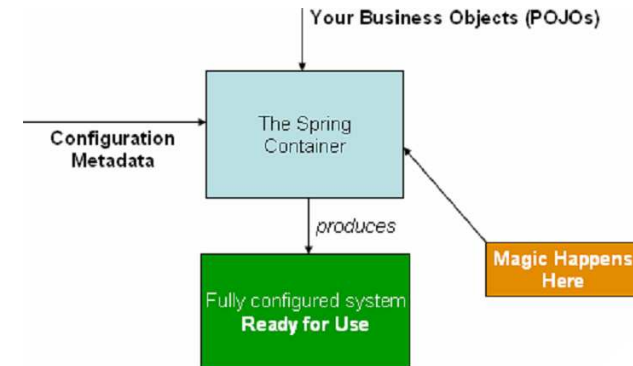 Your Business Objects (POJOs)
The Spring
Container
Configuration
Metadata
produces
Magic Happens
Here
Fully configured system
Ready for Use